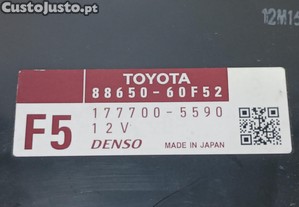 CustoJusto.pt
12M15
TOYOTA
88650-60F52
F5
177700-5590
12V
DENSO
MADE IN JAPAN